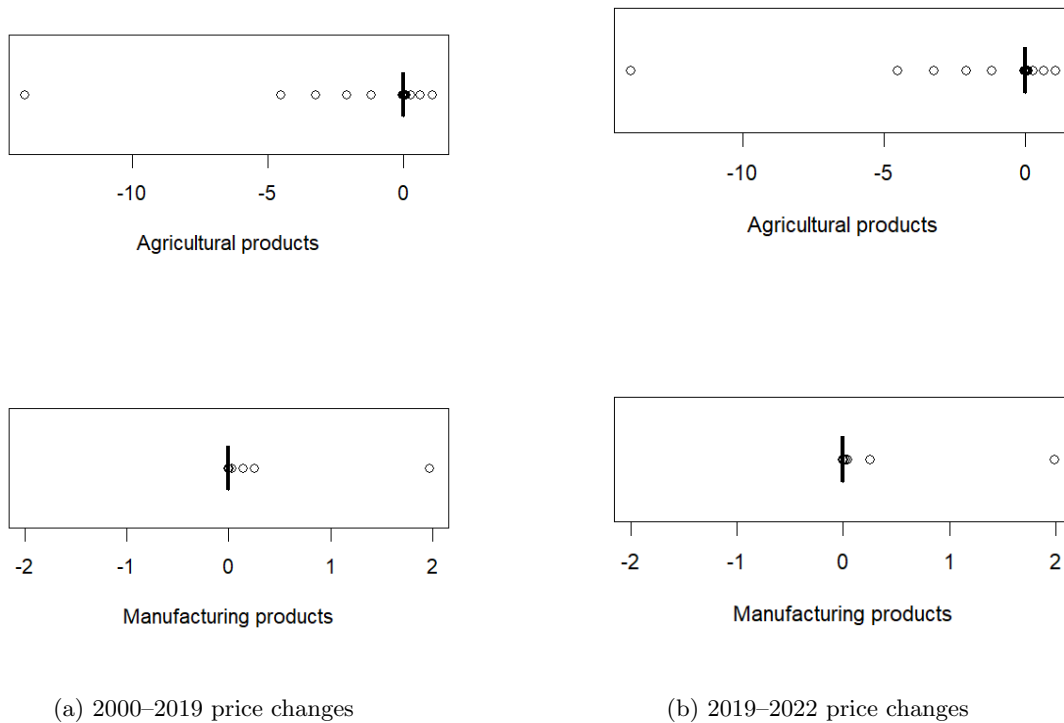 -10 -5 0
Agricultural products
-2 -1 0 1 2
Manufacturing products
(a) 2000–2019 price changes
-10 -5 0
Agricultural products
-2 -1 0 1 2
Manufacturing products
(b) 2019–2022 price changes